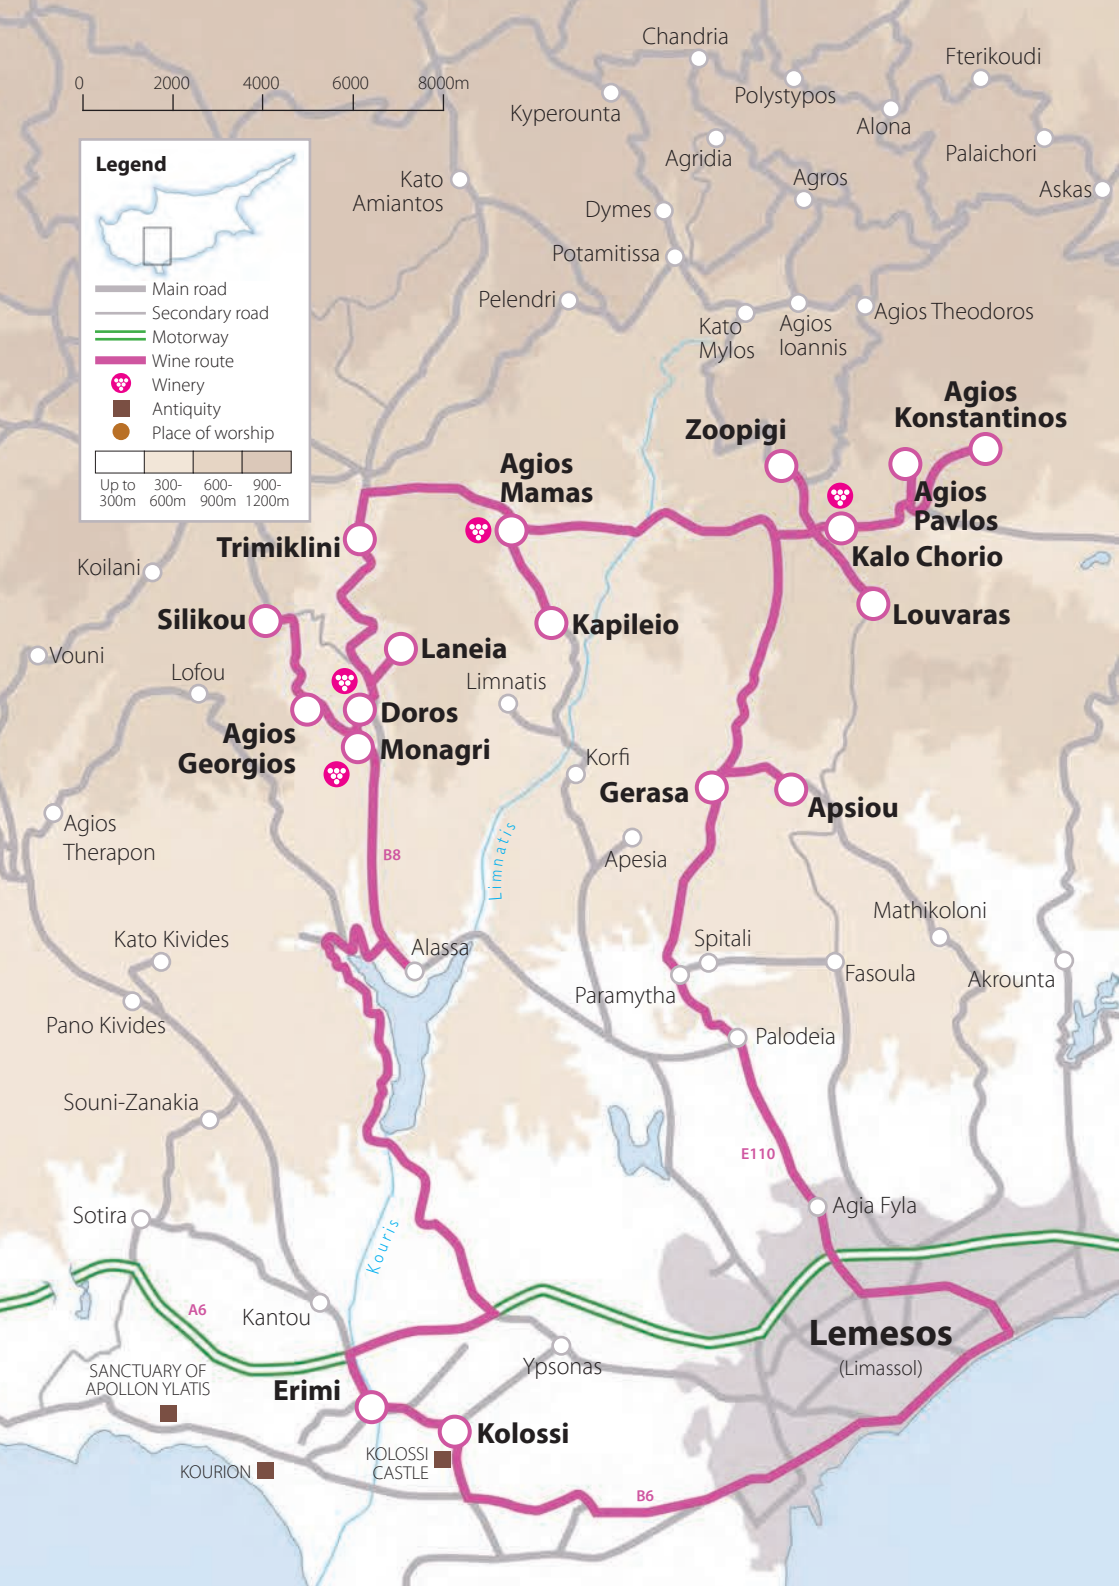 Chandria
Fterikoudi
0 2000 4000 6000 8000m
Polystypos
Kyperounta
Alona
Agridia
Palaichori
Legend
Kato
Amiantos
Agros
Askas
Dymes
Potamitissa
Main road
Secondary road
Motorway
Wine route
Winery
Antiquity
Place of worship
Up to
300m
300-
600m
600-
900m
900-
1200m
Pelendri
Kato
Mylos
Agios
Ioannis
Agios Theodoros
Agios
Konstantinos
Zoopigi
Agios
Mamas
Agios
Pavlos
Trimiklini
Kalo Chorio
Koilani
Silikou
Kapileio
Louvaras
Vouni
Laneia
Lofou
Limnatis
Doros
Agios
Georgios
Monagri
Korfi
Gerasa
Apsiou
Agios
Therapon
B8
Limnatis
Apesia
Mathikoloni
Kato Kivides
Alassa
Spitali
Fasoula
Akrounta
Paramytha
Pano Kivides
Palodeia
Souni-Zanakia
E110
Sotira
Agia Fyla
Kouris
A6
Kantou
Lemesos
(Limassol)
Ypsonas
SANCTUARY OF
APOLLON YLATIS
Erimi
Kolossi
KOLOSSI
CASTLE
KOURION
B6